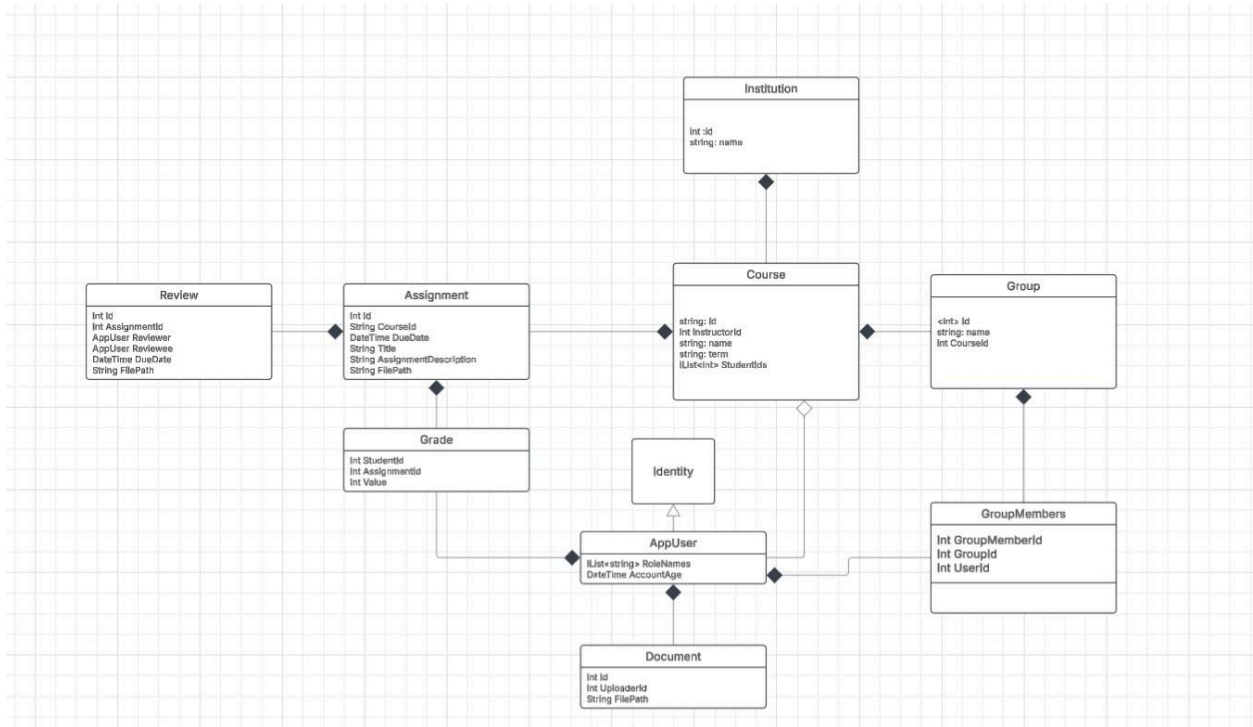 Institution
int :id
string: name
Course
string: id
Int InstructorId
string: name
string: term
IList<int> StudentIds
Group
<int> Id
string: name
Int CourseId
Review
Int Id
Int AssignmentId
AppUser Reviewer
AppUser Reviewee
DateTime DueDate
String FilePath
Assignment
Int Id
String CourseId
DateTime DueDate
String Title
String AssignmentDescription
String FilePath
Grade
Int StudentId
Int AssignmentId
Int Value
Identity
AppUser
IList<string> RoleNames
DateTime AccountAge
GroupMembers
Int GroupMemberId
Int GroupId
Int UserId
Document
Int Id
Int UploaderId
String FilePath